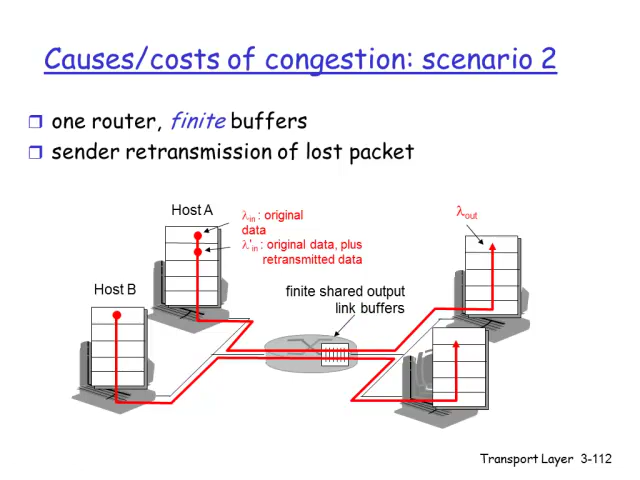 Causes/costs of congestion: scenario 2
one router, finite buffers
sender retransmission of lost packet
Host A
λin : original
data
λ'in : original data, plus
retransmitted data
λout
Host B
finite shared output
link buffers
Transport Layer 3-112